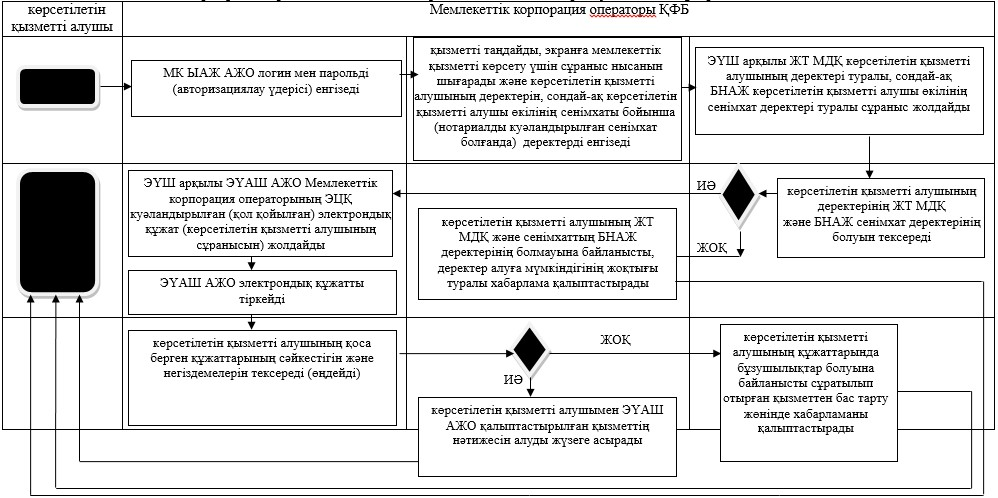 көрсетілетін
қызметті алушы
Мемлекеттік корпорация операторы ҚФБ
МК ЫАЖ АЖО логин мен парольді
(авторизациялау үдерісі) енгізеді
қызметті таңдайды, экранға мемлекеттік
қызметті көрсету үшін сұраныс нысанын
шығарады және көрсетілетін қызметті
алушының деректерін, сондай-ақ көрсетілетін
қызметті алушы өкілінің сенімхаты бойынша
(нотариалды куәландырылған сенімхат
болғанда) деректерді енгізеді
ЭҮШ арқылы ЖТ МДҚ көрсетілетін қызметті
алушының деректері туралы, сондай-ақ
БНАЖ көрсетілетін қызметті алушы өкілінің
сенімхат деректері туралы сұраныс жолдайды
ЭҮШ арқылы ЭҮАШ АЖО Мемлекеттік
корпорация операторының ЭЦҚ
куәландырылған (қол қойылған) электрондық
құжат (көрсетілетін қызметті алушының
сұранысын) жолдайды
ИӘ
көрсетілетін қызметті алушының
деректерінің ЖТ МДҚ
және БНАЖ сенімхат деректерінің
болуын тексереді
көрсетілетін қызметті алушының ЖТ
МДҚ және сенімхаттың БНАЖ
деректерінің болмауына байланысты,
деректер алуға мүмкіндігінің жоқтығы
туралы хабарлама қалыптастырады
ЖОҚ
ЭҮАШ АЖО электрондық құжатты
тіркейді
көрсетілетін қызметті алушының қоса
берген құжаттарының сәйкестігін және
негіздемелерін тексереді (өңдейді)
ЖОҚ
ИӘ
көрсетілетін қызметті
алушының құжаттарында
бұзушылықтар болуына
байланысты сұратылып
отырған қызметтен бас тарту
жөнінде хабарламаны
қалыптастырады
көрсетілетін қызметті алушымен ЭҮАШ
АЖО қалыптастырылған қызметтің
нәтижесін алуды жүзеге асырады